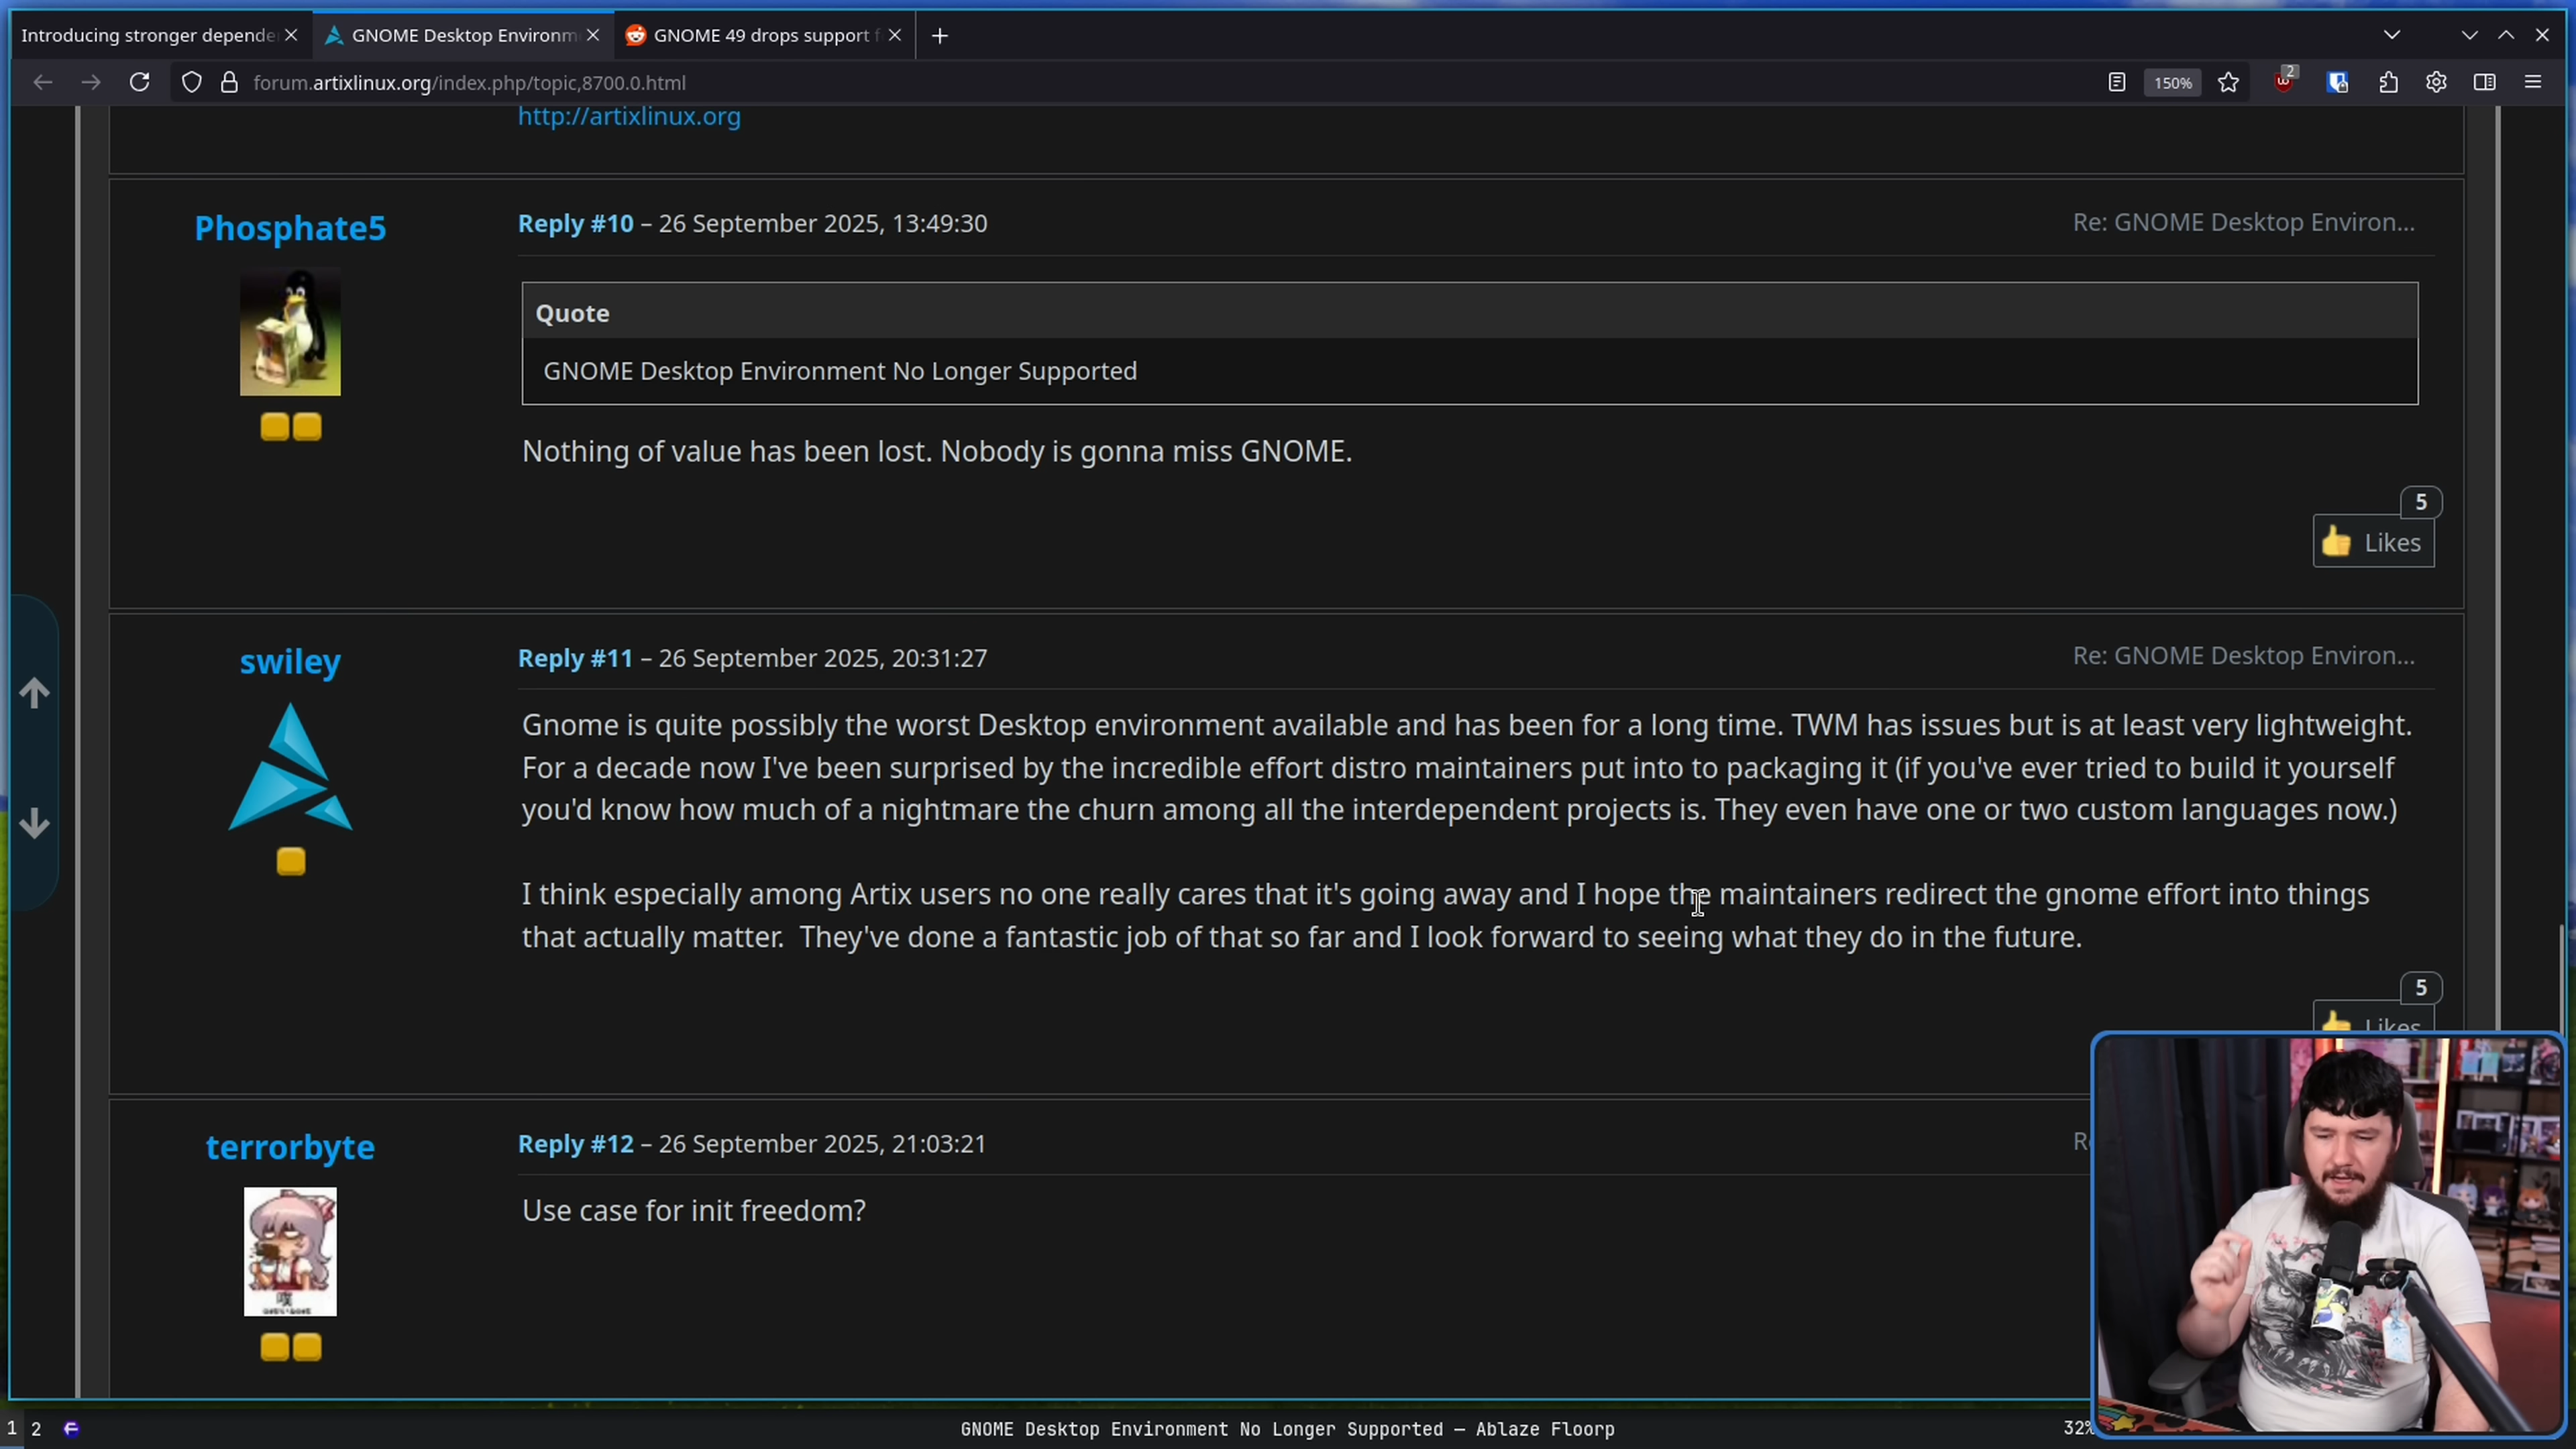 Introducing stronger depende
GNOME Desktop Environm
GNOME 49 drops support f
forum.artixlinux.org/index.php/topic,8700.0.html
150%
2
http://artixlinux.org
Phosphate5
Reply #10 – 26 September 2025, 13:49:30
Re: GNOME Desktop Environ...
Quote
GNOME Desktop Environment No Longer Supported
Nothing of value has been lost. Nobody is gonna miss GNOME.
5
Likes
swiley
Reply #11 – 26 September 2025, 20:31:27
Re: GNOME Desktop Environ...
Gnome is quite possibly the worst Desktop environment available and has been for a long time. TWM has issues but is at least very lightweight.
For a decade now I've been surprised by the incredible effort distro maintainers put into to packaging it (if you've ever tried to build it yourself
you'd know how much of a nightmare the churn among all the interdependent projects is. They even have one or two custom languages now.)
I think especially among Artix users no one really cares that it's going away and I hope the maintainers redirect the gnome effort into things
that actually matter.  They've done a fantastic job of that so far and I look forward to seeing what they do in the future.
5
Likes
terrorbyte
Reply #12 – 26 September 2025, 21:03:21
Use case for init freedom?
1 2
GNOME Desktop Environment No Longer Supported — Ablaze Floorp
32%